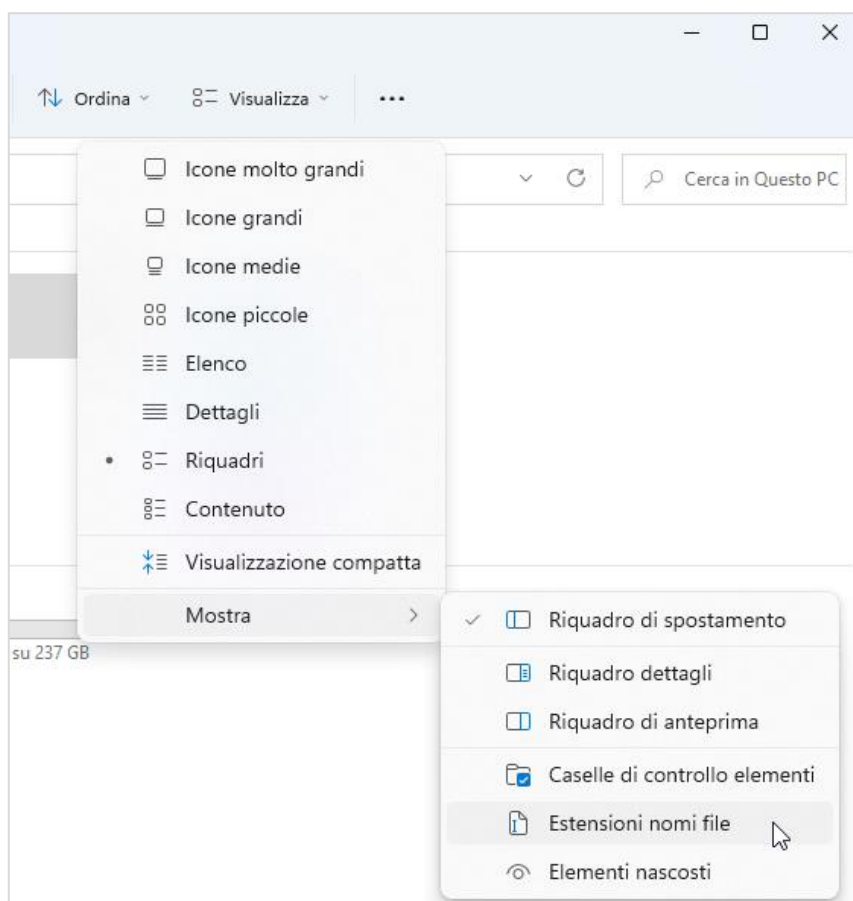 Ordina Visualizza
Icone molto grandi
Cerca in Questo PC
Icone grandi
Icone medie
Icone piccole
Elenco
Dettagli
Riquadri
Contenuto
Visualizzazione compatta
Mostra
su 237 GB
Riquadro di spostamento
Riquadro dettagli
Riquadro di anteprima
Caselle di controllo elementi
Estensioni nomi file
Elementi nascosti